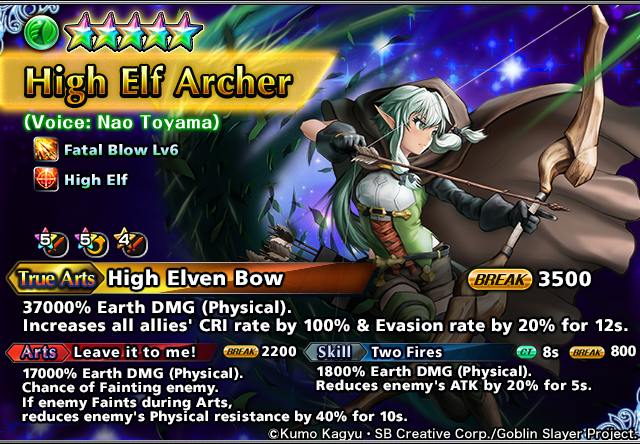 High Elf Archer
(Voice: Nao Toyama)
Fatal Blow Lv6
High Elf
5 5 4
True Arts High Elven Bow BREAK 3500
37000% Earth DMG (Physical).
Increases all allies' CRI rate by 100% & Evasion rate by 20% for 12s.
Arts Leave it to me! BREAK 2200
17000% Earth DMG (Physical).
Chance of Fainting enemy.
If enemy Faints during Arts,
reduces enemy's Physical resistance by 40% for 10s.
Skill Two Fires C.T. 8s BREAK 800
1800% Earth DMG (Physical).
Reduces enemy's ATK by 20% for 5s.
©Kumo Kagyu・SB Creative Corp./Goblin Slayer Project.